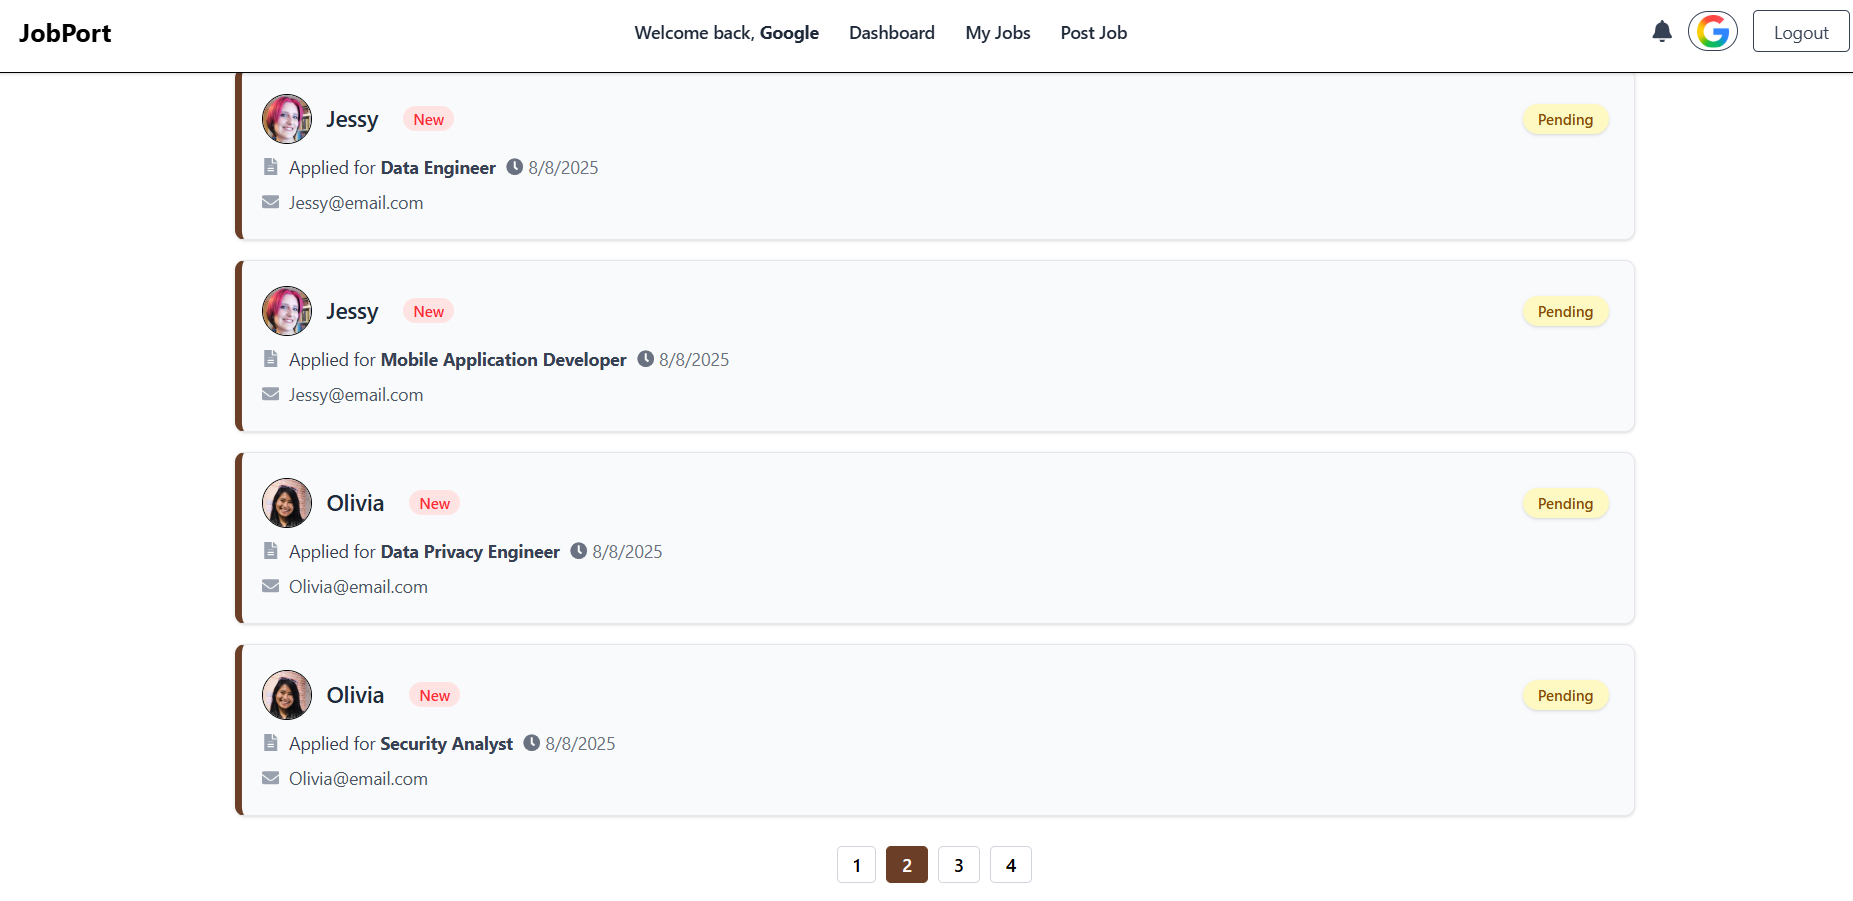 JobPort
Welcome back, Google Dashboard My Jobs Post Job
Logout
Jessy New Pending
Applied for Data Engineer 8/8/2025
Jessy@email.com
Jessy New Pending
Applied for Mobile Application Developer 8/8/2025
Jessy@email.com
Olivia New Pending
Applied for Data Privacy Engineer 8/8/2025
Olivia@email.com
Olivia New Pending
Applied for Security Analyst 8/8/2025
Olivia@email.com
1 2 3 4